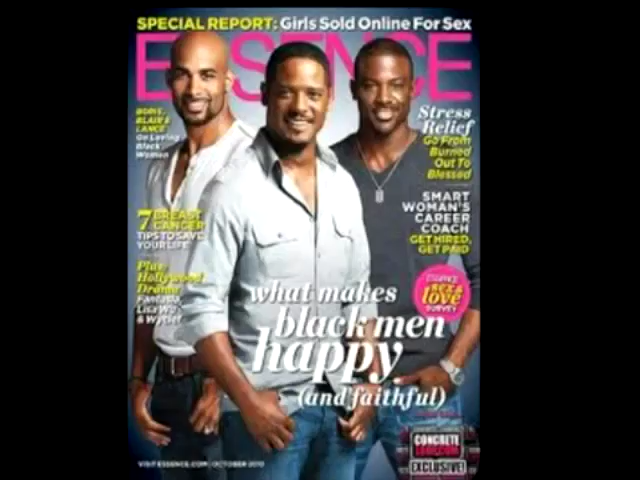 SPECIAL REPORT: Girls Sold Online For Sex
ESSENCE
BORIS,
BLAIR &
LANCE
On Loving
Black
Women
Stress
Relief
Go From
Burned
Out To
Blessed
SMART
WOMAN'S
CAREER
COACH
GET HIRED,
GET PAID
7 BREAST
CANCER
TIPS TO SAVE
YOUR LIFE
Plus:
Hollywood
Drama
Fantasia,
Lisa Wu
&
sex &
love
SURVEY
what makes
black men
happy
(and faithful)
CONCRETE
EXCLUSIVE!
VISIT ESSENCE.COM | OCTOBER 2010